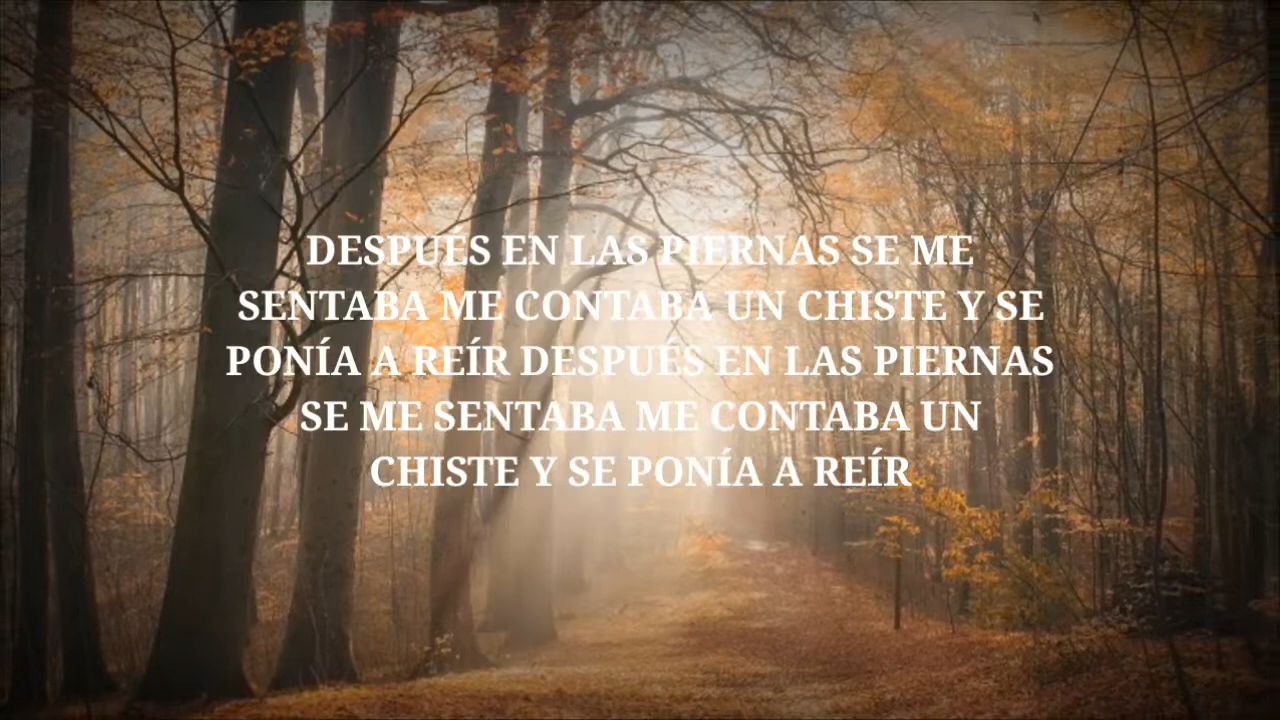 DESPUÉS EN LAS PIERNAS SE ME
SENTABA ME CONTABA UN CHISTE Y SE
PONÍA A REÍR DESPUÉS EN LAS PIERNAS
SE ME SENTABA ME CONTABA UN
CHISTE Y SE PONÍA A REÍR